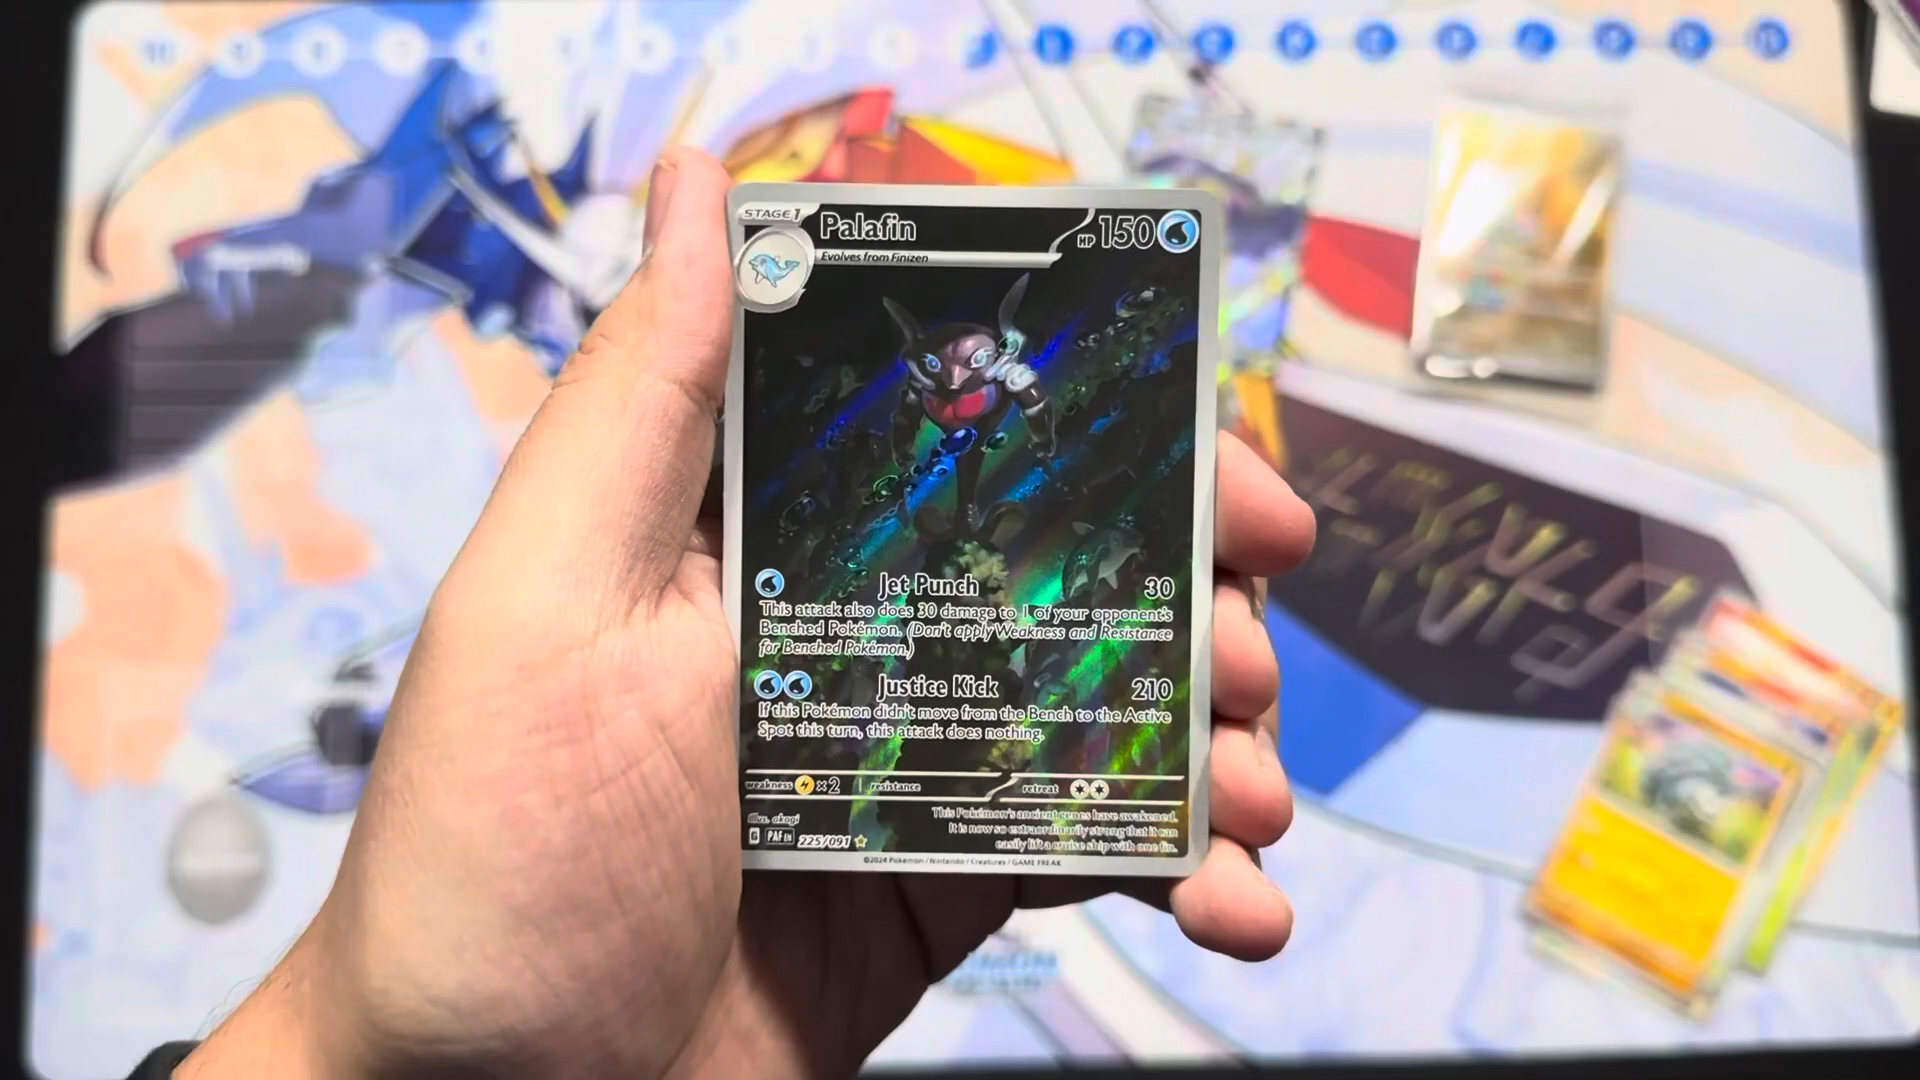 STAGE 1
Palafin
HP 150
Evolves from Finizen
Jet Punch 30
This attack also does 30 damage to 1 of your opponent's
Benched Pokémon. (Don't apply Weakness and Resistance
for Benched Pokémon.)
Justice Kick 210
If this Pokémon didn't move from the Bench to the Active
Spot this turn, this attack does nothing.
weakness ×2 resistance retreat
Illus. akagi
G PAF EN 225/091
This Pokémon's ancient genes have awakened.
It is now so extraordinarily strong that it can
easily lift a cruise ship with one fin.
©2024 Pokémon / Nintendo / Creatures / GAME FREAK